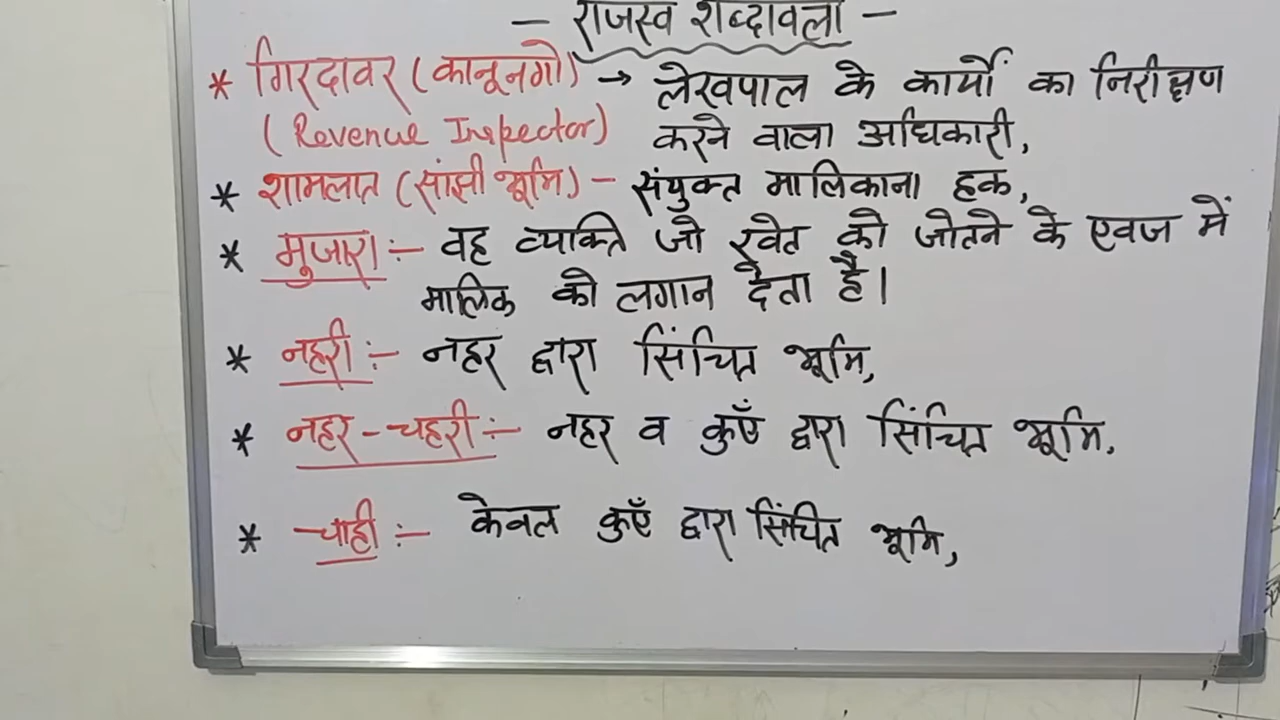 — राजस्व शब्दावली —
* गिरदावर (कानूनगो) → लेखपाल के कार्यों का निरीक्षण
(Revenue Inspector) करने वाला अधिकारी,
* शामलात (सांझी भूमि) – संयुक्त मालिकाना हक,
* मुजारा :- वह व्यक्ति जो खेत को जोतने के एवज में
मालिक को लगान देता है।
* नहरी :- नहर द्वारा सिंचित भूमि,
* नहर-चहरी :- नहर व कुएँ द्वारा सिंचित भूमि.
* चाही :- केवल कुएँ द्वारा सिंचित भूमि,